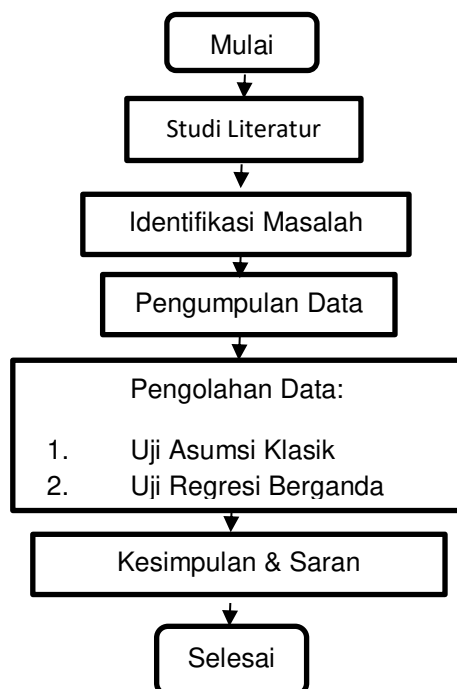 Mulai
Studi Literatur
Identifikasi Masalah
Pengumpulan Data
Pengolahan Data:
1. Uji Asumsi Klasik
2. Uji Regresi Berganda
Kesimpulan & Saran
Selesai